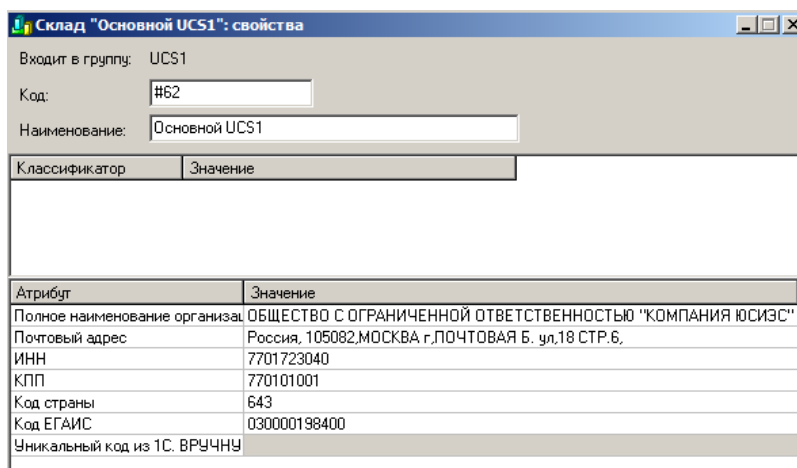 Склад "Основной UCS1": свойства
Входит в группу: UCS1
Код: #62
Наименование: Основной UCS1
Классификатор Значение
Атрибут Значение
Полное наименование организац ОБЩЕСТВО С ОГРАНИЧЕННОЙ ОТВЕТСТВЕННОСТЬЮ "КОМПАНИЯ ЮСИЭС"
Почтовый адрес Россия, 105082,МОСКВА г,ПОЧТОВАЯ Б. ул,18 СТР.6,
ИНН 7701723040
КПП 770101001
Код страны 643
Код ЕГАИС 030000198400
Уникальный код из 1С. ВРУЧНУ